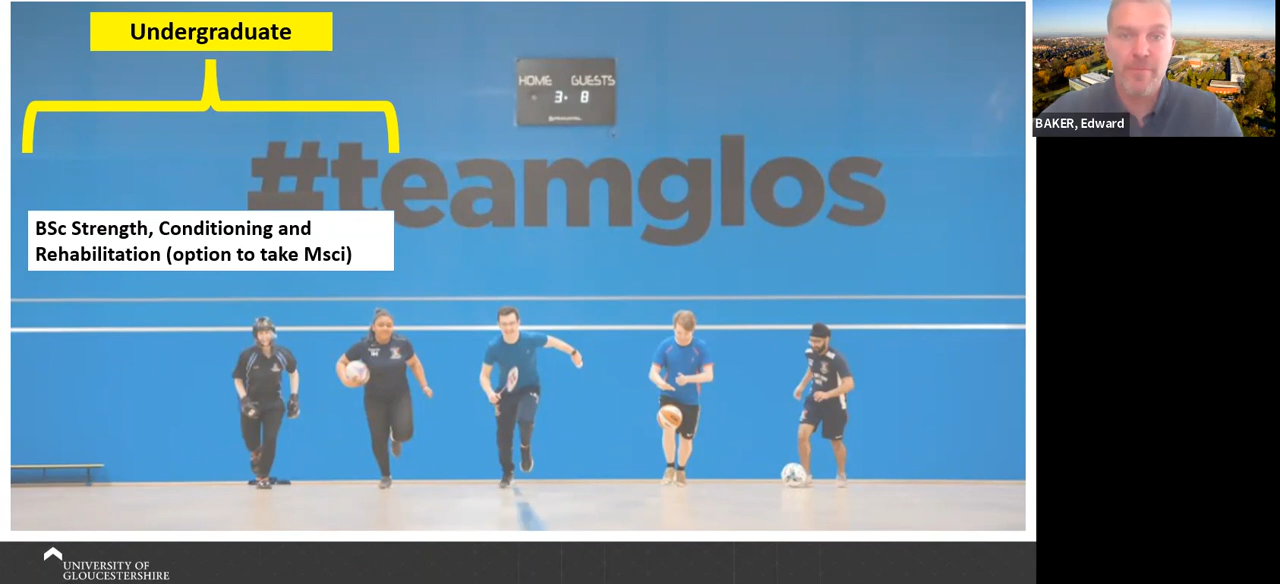 Undergraduate
HOME GUESTS
3 8
#teamglos
BSc Strength, Conditioning and
Rehabilitation (option to take Msci)
BAKER, Edward
UNIVERSITY OF
GLOUCESTERSHIRE